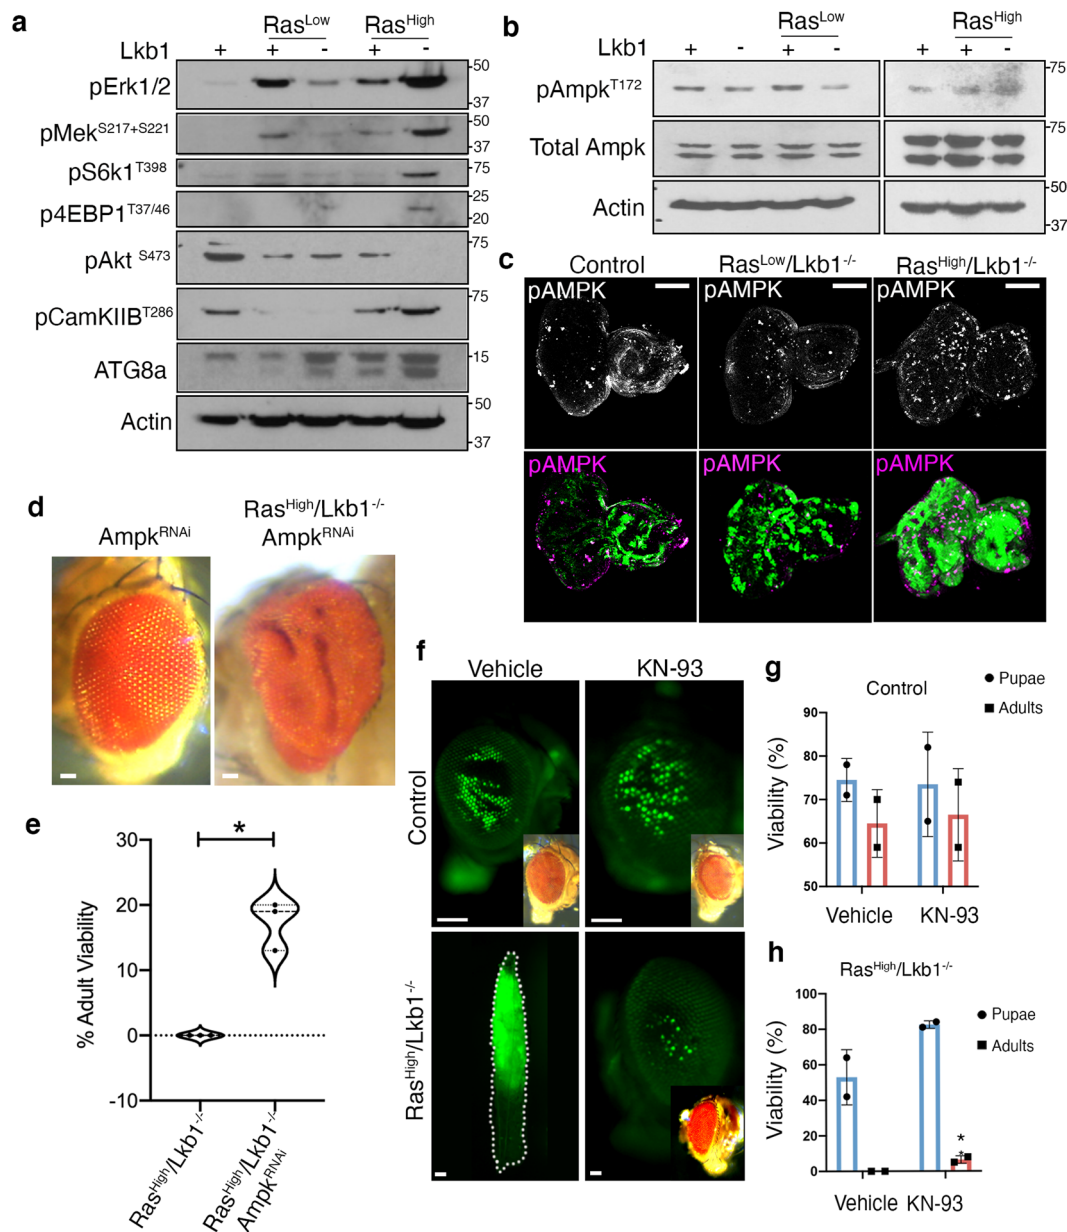 a
Ras^Low Ras^High
Lkb1 + + - + -
pErk1/2
50
37
pMek^S217+S221
50
37
pS6k1^T398
75
p4EBP1^T37/46
25
20
pAkt ^S473
75
pCamKIIB^T286
75
ATG8a
15
Actin
50
37
b
Ras^Low Ras^High
Lkb1 + - + - + + -
pAmpk^T172
75
Total Ampk
75
Actin
50
37
c
Control Ras^Low/Lkb1^-/- Ras^High/Lkb1^-/-
pAMPK pAMPK pAMPK
pAMPK pAMPK pAMPK
d
Ampk^RNAi
Ras^High/Lkb1^-/-
Ampk^RNAi
e
% Adult Viability
30
20
10
0
-10
*
Ras^High/Lkb1^-/-
Ras^High/Lkb1^-/-
Ampk^RNAi
f
Vehicle KN-93
Control
Ras^High/Lkb1^-/-
g
Control
Pupae
Adults
Viability (%)
90
80
70
60
50
Vehicle KN-93
h
Ras^High/Lkb1^-/-
Pupae
Adults
Viability (%)
100
80
60
40
20
0
*
*
Vehicle KN-93